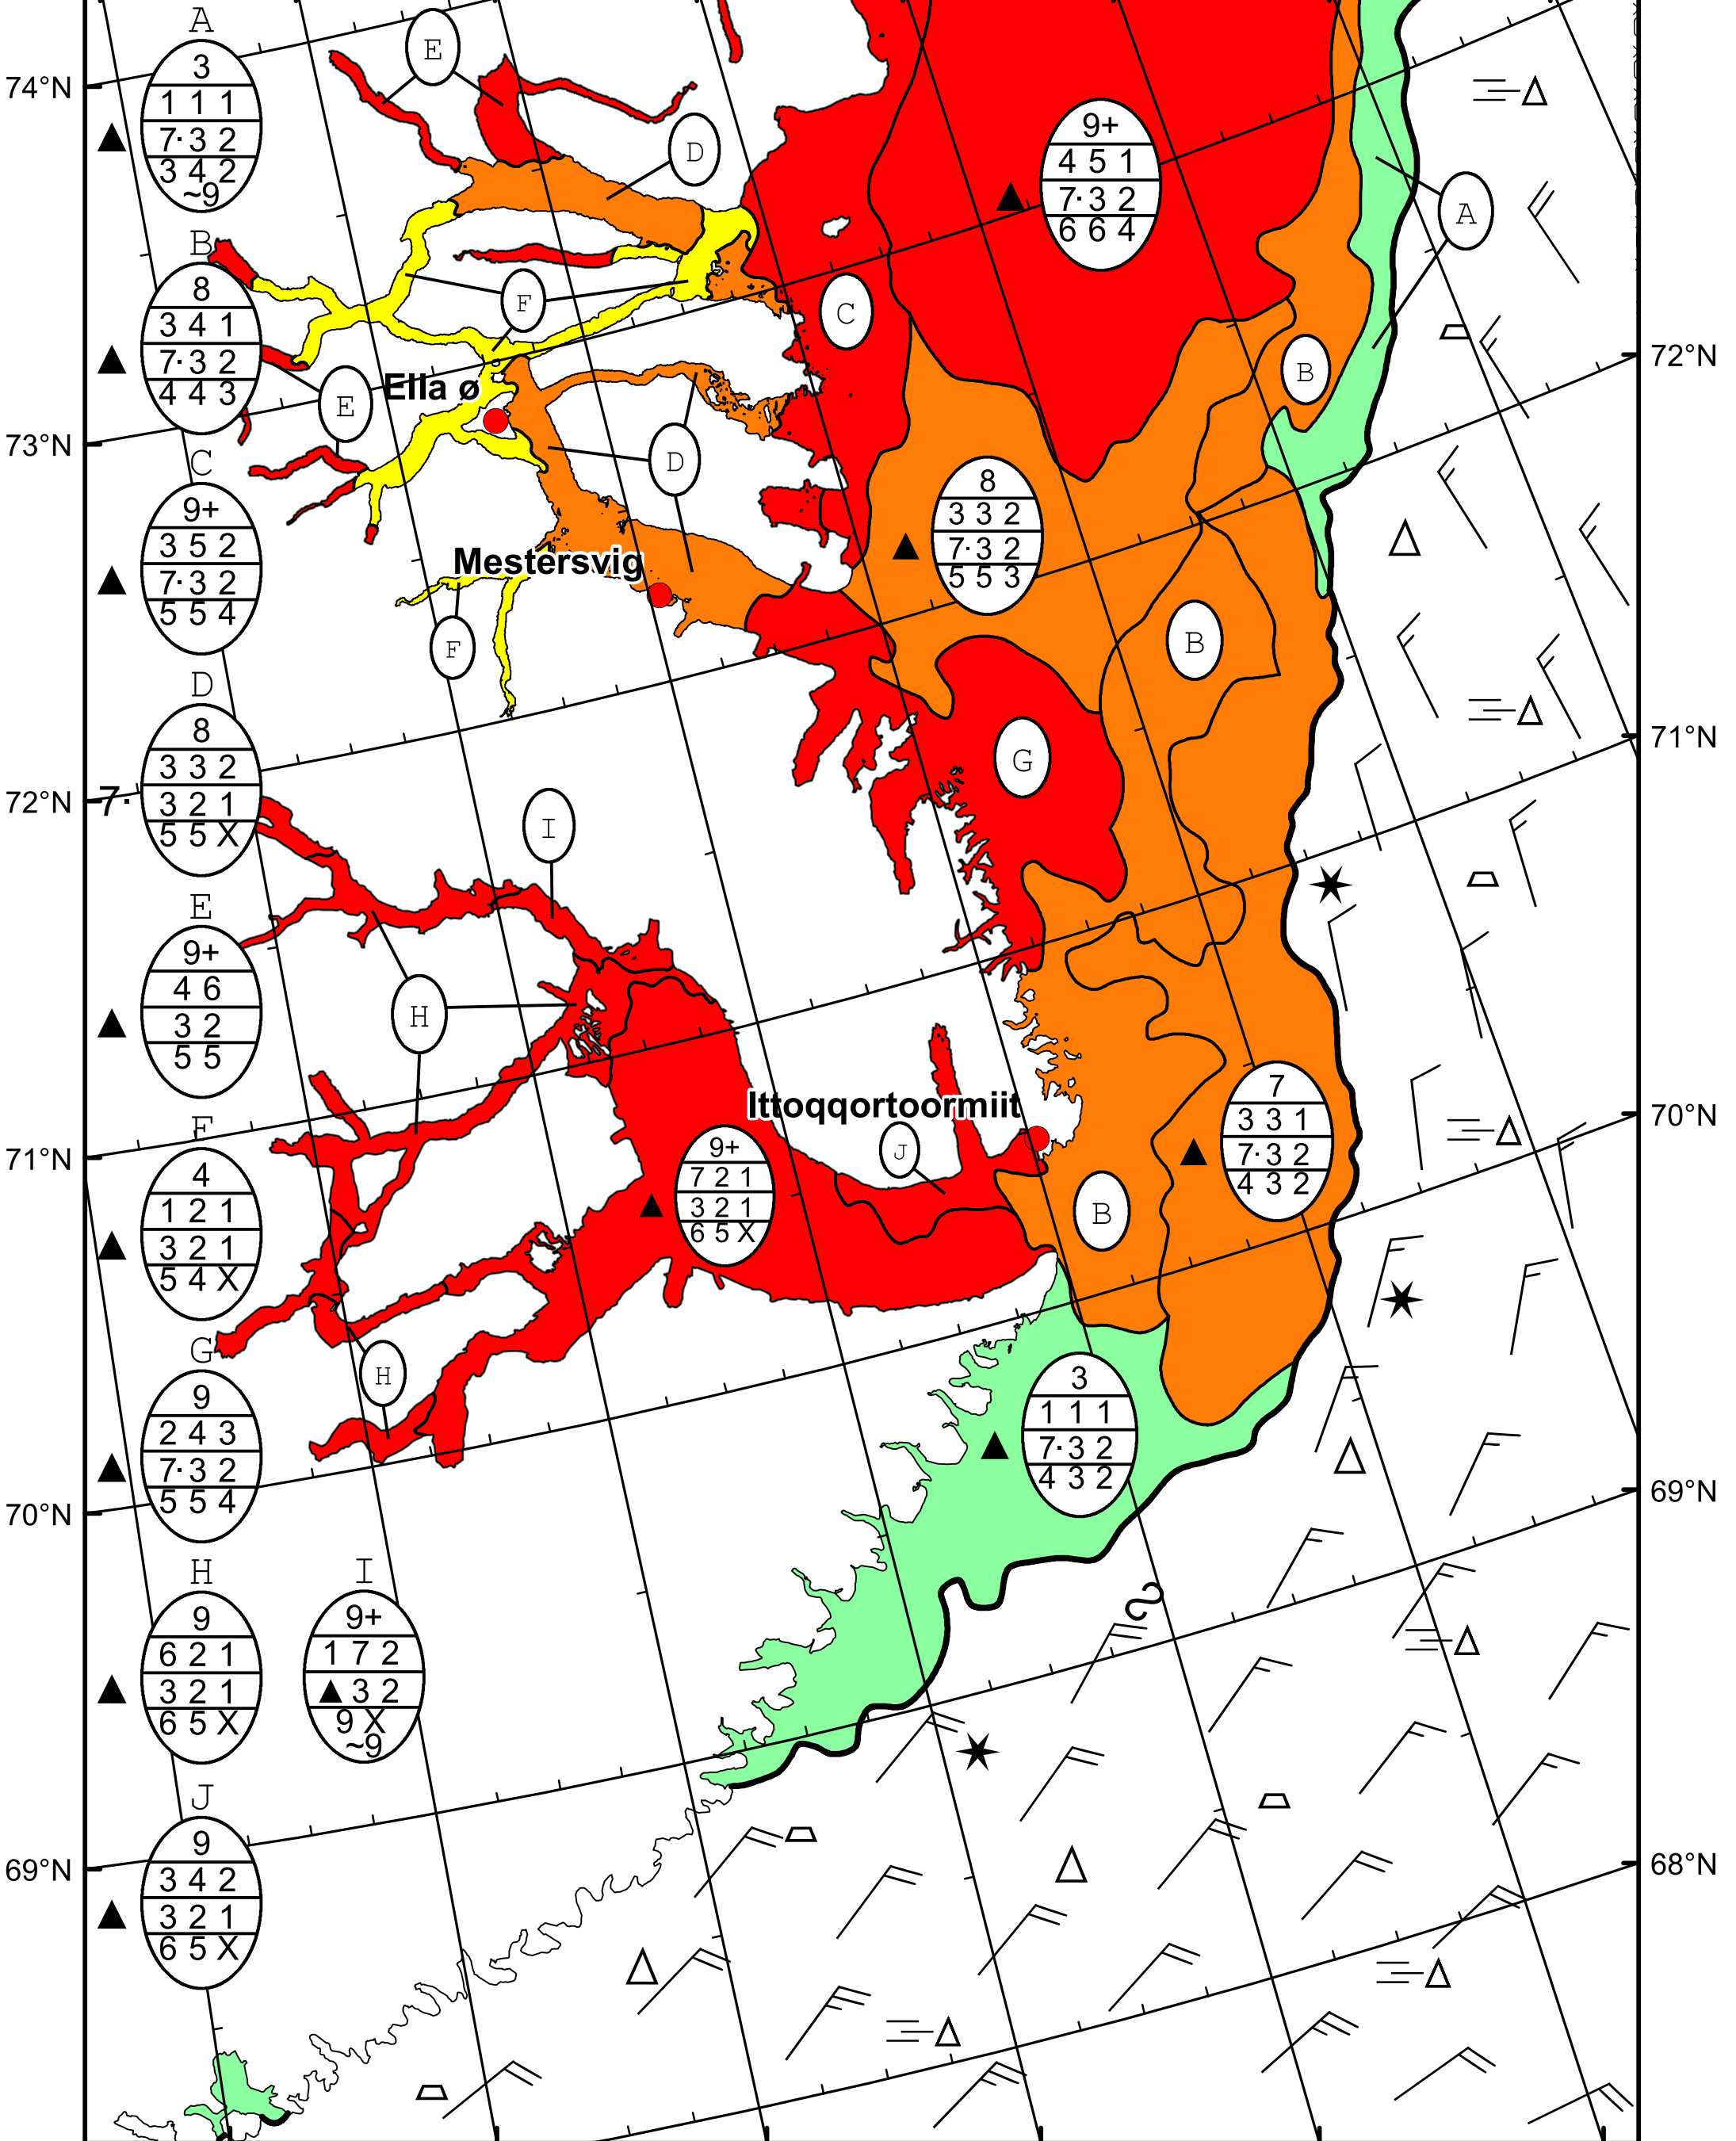 A
3
1 1 1
7· 3 2
3 4 2
~9
B
8
3 4 1
7· 3 2
4 4 3
C
9+
3 5 2
7· 3 2
5 5 4
D
8
3 3 2
7· 3 2 1
5 5 X
E
9+
4 6
3 2
5 5
F
4
1 2 1
3 2 1
5 4 X
G
9
2 4 3
7· 3 2
5 5 4
H
9
6 2 1
3 2 1
6 5 X
I
9+
1 7 2
▲ 3 2
9 X
~9
J
9
3 4 2
3 2 1
6 5 X
74°N
73°N
72°N
71°N
70°N
69°N
E
D
F
E
Ella ø
D
Mestersvig
F
C
9+
4 5 1
7· 3 2
6 6 4
A
B
8
3 3 2
7· 3 2
5 5 3
B
G
I
H
Ittoqqortoormiit
J
9+
7 2 1
3 2 1
6 5 X
B
7
3 3 1
7· 3 2
4 3 2
H
3
1 1 1
7· 3 2
4 3 2
72°N
71°N
70°N
69°N
68°N